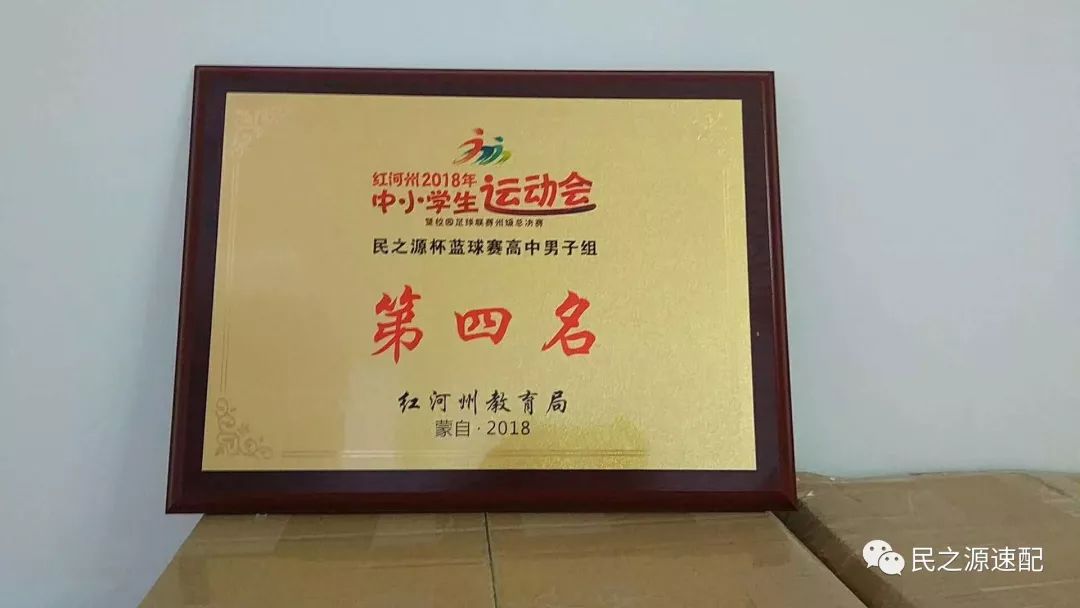 红河州2018年
中小学生运动会
暨校园足球联赛州级总决赛
民之源杯蓝球赛高中男子组
第四名
红河州教育局
蒙自·2018
民之源速配